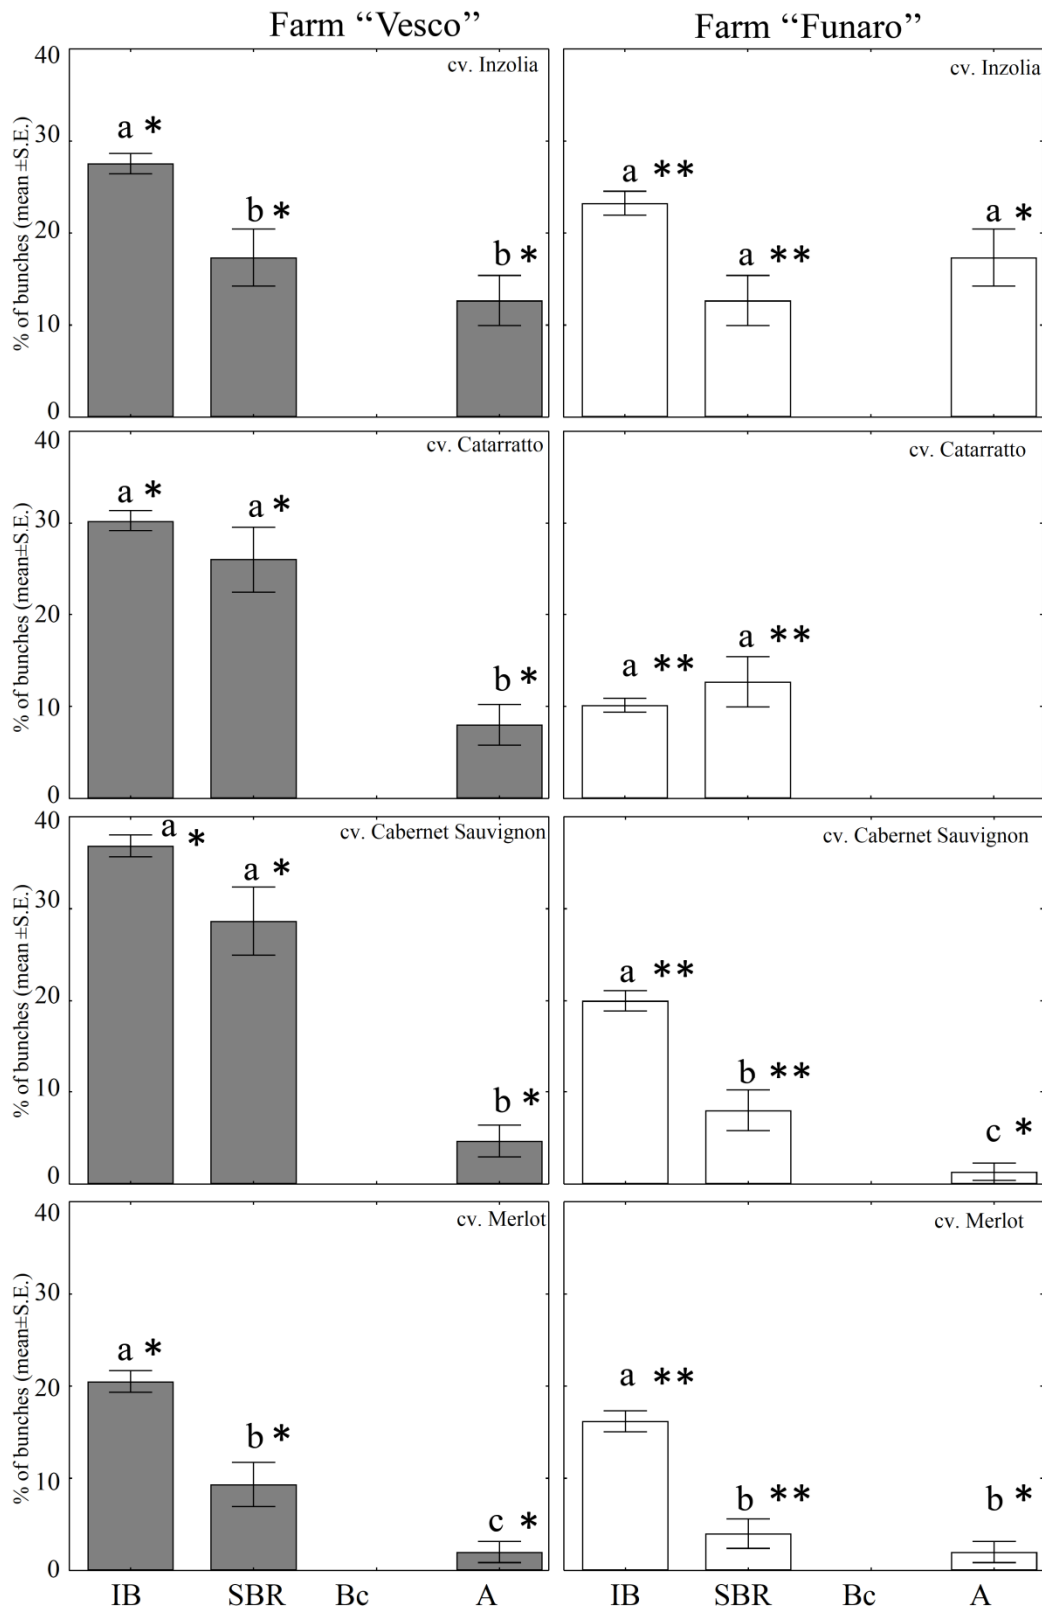 Farm “Vesco” Farm “Funaro”
% of bunches (mean ±S.E.)
40
30
20
10
0
cv. Inzolia
a *
b *
b *
cv. Inzolia
a **
a **
a *
% of bunches (mean±S.E.)
40
30
20
10
0
cv. Catarratto
a *
a *
b *
cv. Catarratto
a **
a **
% of bunches (mean ±S.E.)
40
30
20
10
0
cv. Cabernet Sauvignon
a *
a *
b *
cv. Cabernet Sauvignon
a **
b **
c *
% of bunches (mean±S.E.)
40
30
20
10
0
cv. Merlot
a *
b *
c *
cv. Merlot
a **
b **
b *
IB SBR Bc A IB SBR Bc A